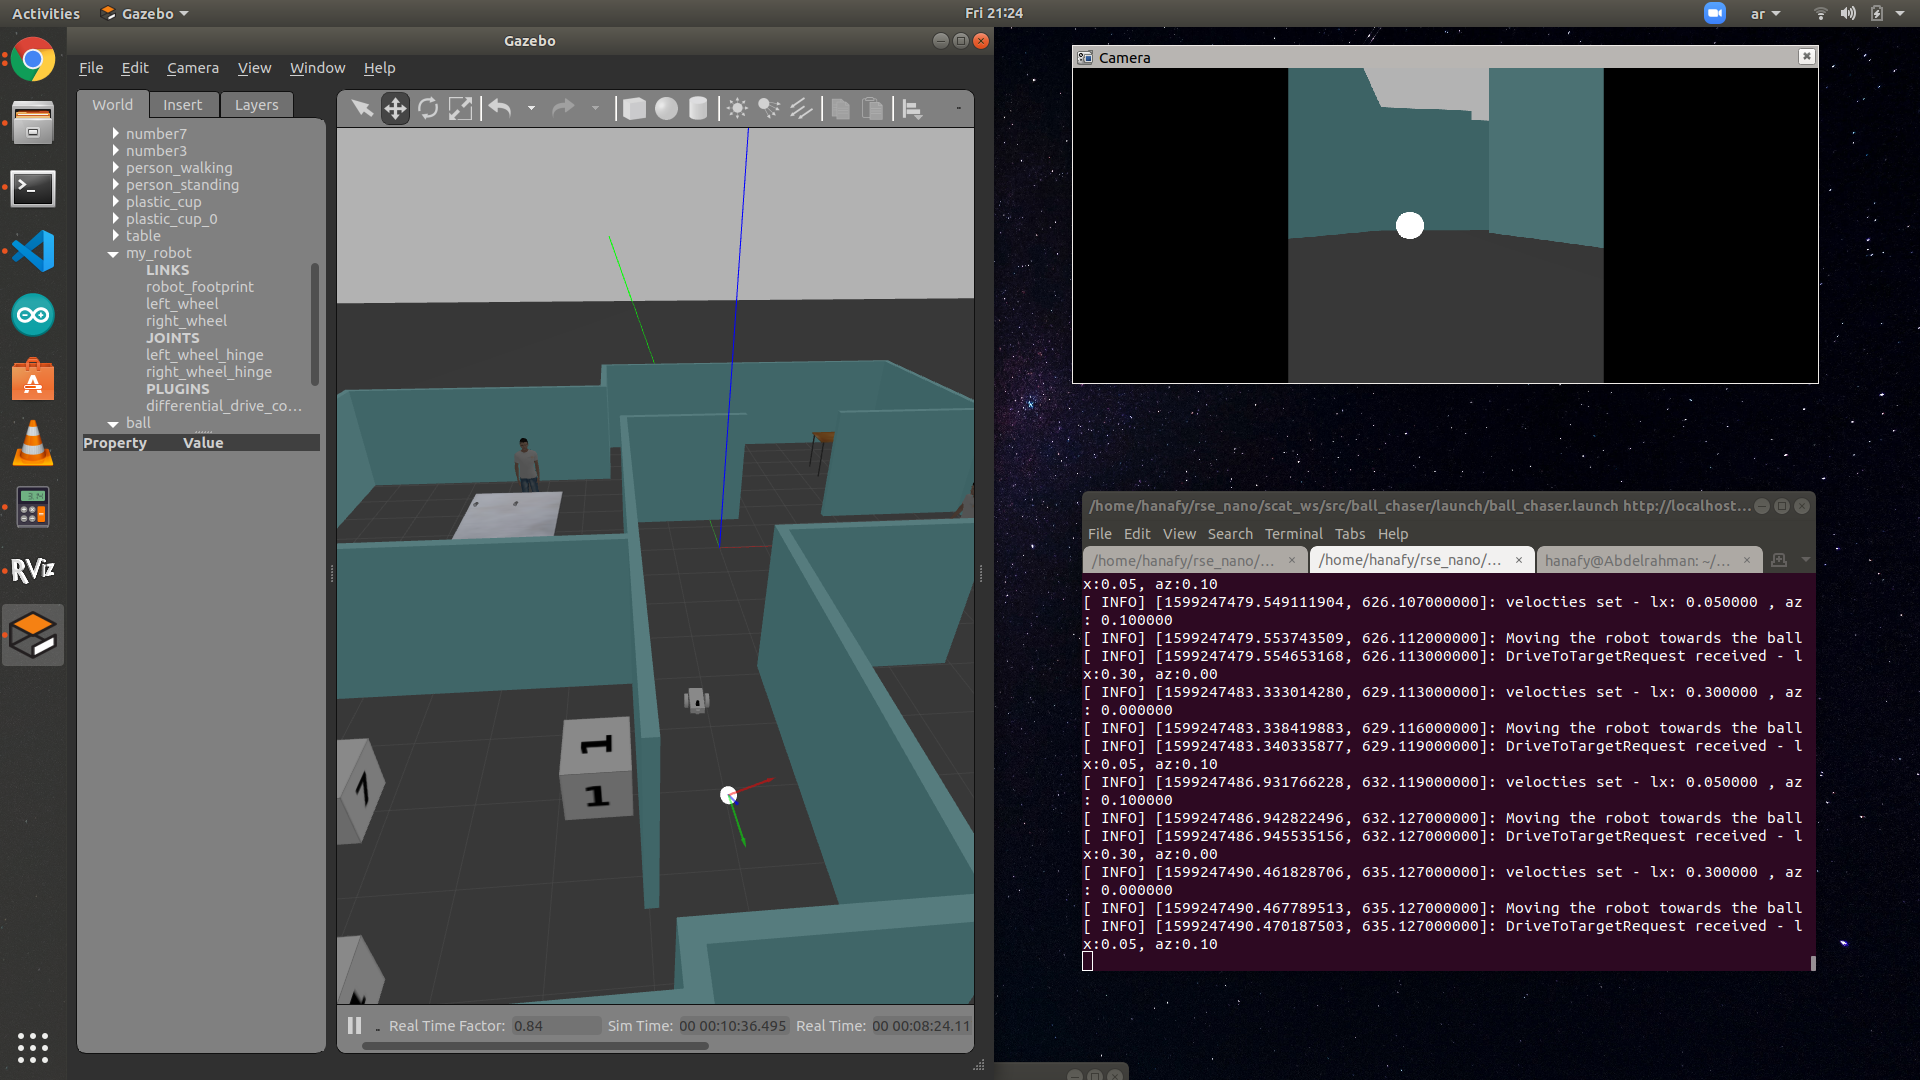 Activities
Gazebo
Fri 21:24
ar
Gazebo
File Edit Camera View Window Help
World Insert Layers
number7
number3
person_walking
person_standing
plastic_cup
plastic_cup_0
table
my_robot
LINKS
robot_footprint
left_wheel
right_wheel
JOINTS
left_wheel_hinge
right_wheel_hinge
PLUGINS
differential_drive_co...
ball
Property Value
RViz
1
1
1
Real Time Factor: 0.84 Sim Time: 00 00:10:36.495 Real Time: 00 00:08:24.11
Camera
/home/hanafy/rse_nano/scat_ws/src/ball_chaser/launch/ball_chaser.launch http://localhost...
File Edit View Search Terminal Tabs Help
/home/hanafy/rse_nano/... /home/hanafy/rse_nano/... hanafy@Abdelrahman: ~/...
x:0.05, az:0.10
[ INFO] [1599247479.549111904, 626.107000000]: velocties set - lx: 0.050000 , az
: 0.100000
[ INFO] [1599247479.553743509, 626.112000000]: Moving the robot towards the ball
[ INFO] [1599247479.554653168, 626.113000000]: DriveToTargetRequest received - l
x:0.30, az:0.00
[ INFO] [1599247483.333014280, 629.113000000]: velocties set - lx: 0.300000 , az
: 0.000000
[ INFO] [1599247483.338419883, 629.116000000]: Moving the robot towards the ball
[ INFO] [1599247483.340335877, 629.119000000]: DriveToTargetRequest received - l
x:0.05, az:0.10
[ INFO] [1599247486.931766228, 632.119000000]: velocties set - lx: 0.050000 , az
: 0.100000
[ INFO] [1599247486.942822496, 632.127000000]: Moving the robot towards the ball
[ INFO] [1599247486.945535156, 632.127000000]: DriveToTargetRequest received - l
x:0.30, az:0.00
[ INFO] [1599247490.461828706, 635.127000000]: velocties set - lx: 0.300000 , az
: 0.000000
[ INFO] [1599247490.467789513, 635.127000000]: Moving the robot towards the ball
[ INFO] [1599247490.470187503, 635.127000000]: DriveToTargetRequest received - l
x:0.05, az:0.10